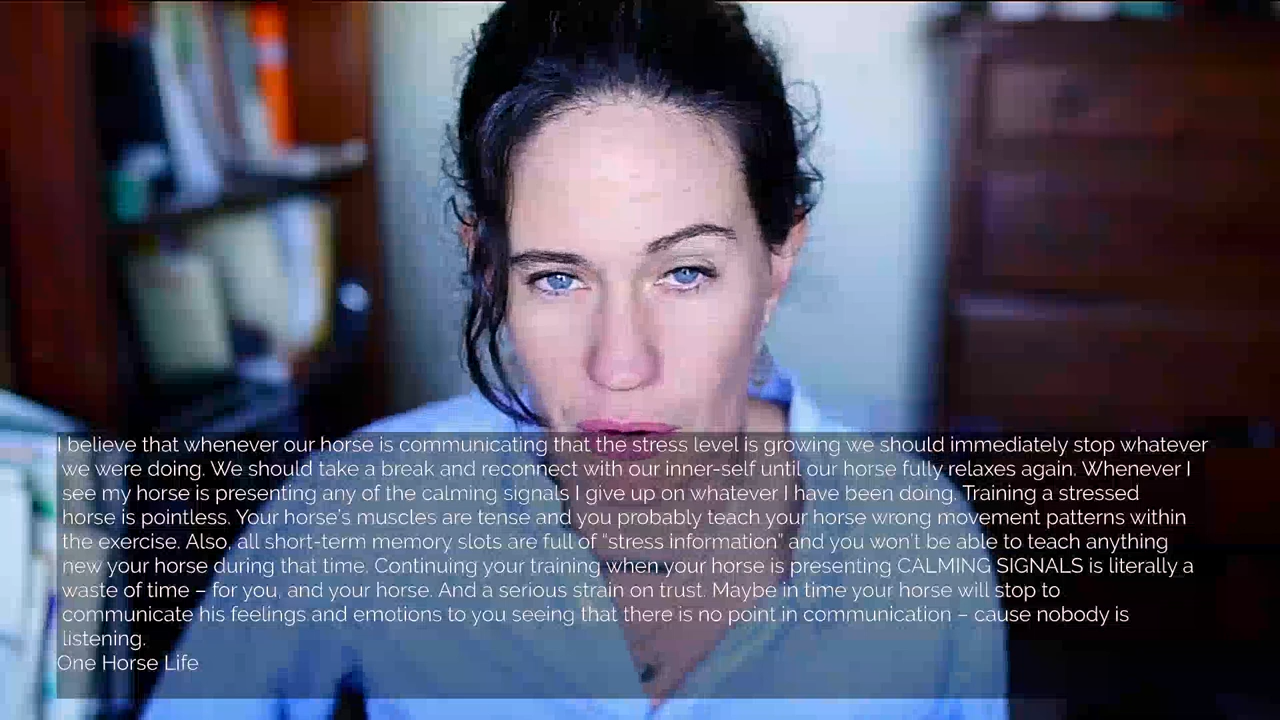 I believe that whenever our horse is communicating that the stress level is growing we should immediately stop whatever
we were doing. We should take a break and reconnect with our inner-self until our horse fully relaxes again. Whenever I
see my horse is presenting any of the calming signals I give up on whatever I have been doing. Training a stressed
horse is pointless. Your horse’s muscles are tense and you probably teach your horse wrong movement patterns within
the exercise. Also, all short-term memory slots are full of “stress information” and you won’t be able to teach anything
new your horse during that time. Continuing your training when your horse is presenting CALMING SIGNALS is literally a
waste of time – for you and your horse. And a serious strain on trust. Maybe in time your horse will stop to
communicate his feelings and emotions to you seeing that there is no point in communication – cause nobody is
listening.
One Horse Life